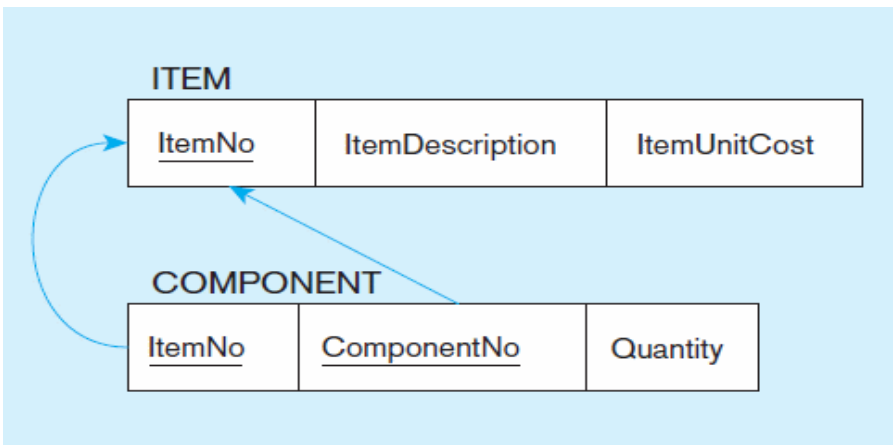 ITEM
ItemNo ItemDescription ItemUnitCost
COMPONENT
ItemNo ComponentNo Quantity